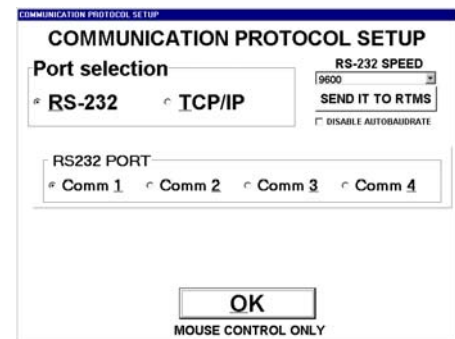 COMMUNICATION PROTOCOL SETUP
COMMUNICATION PROTOCOL SETUP
Port selection
RS-232 TCP/IP
RS-232 SPEED
9600
SEND IT TO RTMS
DISABLE AUTOBAUDRATE
RS232 PORT
Comm 1 Comm 2 Comm 3 Comm 4
OK
MOUSE CONTROL ONLY